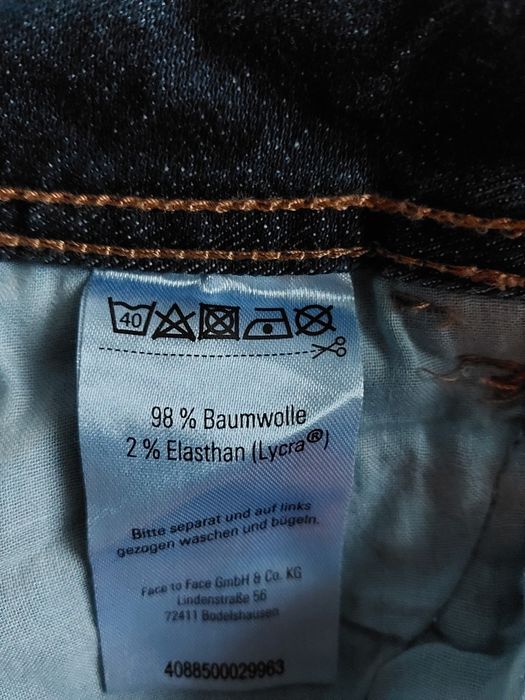 40
98 % Baumwolle
2 % Elasthan (Lycra®)
Bitte separat und auf links
gezogen waschen und bügeln.
Face to Face GmbH & Co. KG
Lindenstraße 56
72411 Bodelshausen
4088500029963